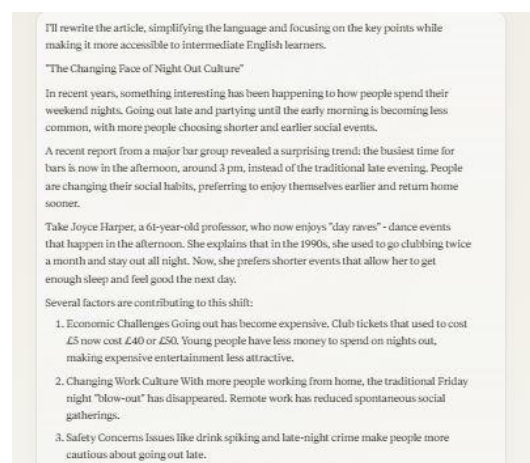 I'll rewrite the article, simplifying the language and focusing on the key points while
making it more accessible to intermediate English learners.
"The Changing Face of Night Out Culture"
In recent years, something interesting has been happening to how people spend their
weekend nights. Going out late and partying until the early morning is becoming less
common, with more people choosing shorter and earlier social events.
A recent report from a major bar group revealed a surprising trend: the busiest time for
bars is now in the afternoon, around 3 pm, instead of the traditional late evening. People
are changing their social habits, preferring to enjoy themselves earlier and return home
sooner.
Take Joyce Harper, a 61-year-old professor, who now enjoys "day raves" - dance events
that happen in the afternoon. She explains that in the 1990s, she used to go clubbing twice
a month and stay out all night. Now, she prefers shorter events that allow her to get
enough sleep and feel good the next day.
Several factors are contributing to this shift:
1. Economic Challenges Going out has become expensive. Club tickets that used to cost
£5 now cost £40 or £50. Young people have less money to spend on nights out,
making expensive entertainment less attractive.
2. Changing Work Culture With more people working from home, the traditional Friday
night "blow-out" has disappeared. Remote work has reduced spontaneous social
gatherings.
3. Safety Concerns Issues like drink spiking and late-night crime make people more
cautious about going out late.